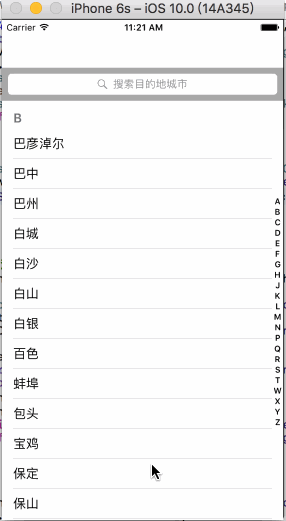 iPhone 6s – iOS 10.0 (14A345)
Carrier 11:21 AM
搜索目的地城市
B
巴彦淖尔
巴中
巴州
白城
白沙
白山
白银
百色
蚌埠
包头
宝鸡
保定
保山
A
B
C
D
E
F
G
H
J
K
L
M
N
P
Q
R
S
T
W
X
Y
Z